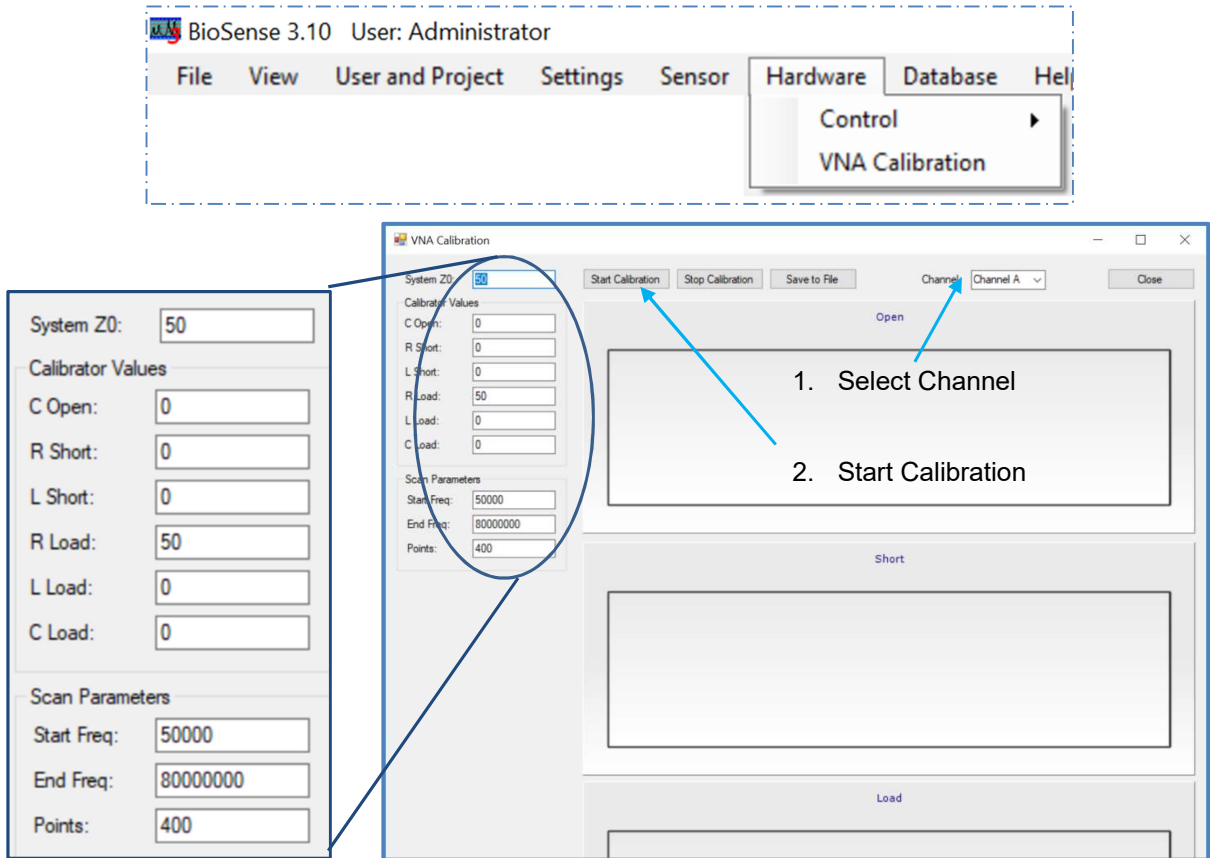 BioSense 3.10 User: Administrator
File View User and Project Settings Sensor Hardware Database Hel
Control
VNA Calibration
VNA Calibration
System Z0: 50
Start Calibration Stop Calibration Save to File Channel: Channel A Close
Calibrator Values
C Open: 0
R Short: 0
L Short: 0
R Load: 50
L Load: 0
C Load: 0
Scan Parameters
Start Freq: 50000
End Freq: 80000000
Points: 400
Open
1. Select Channel
2. Start Calibration
Short
Load
System Z0: 50
Calibrator Values
C Open: 0
R Short: 0
L Short: 0
R Load: 50
L Load: 0
C Load: 0
Scan Parameters
Start Freq: 50000
End Freq: 80000000
Points: 400